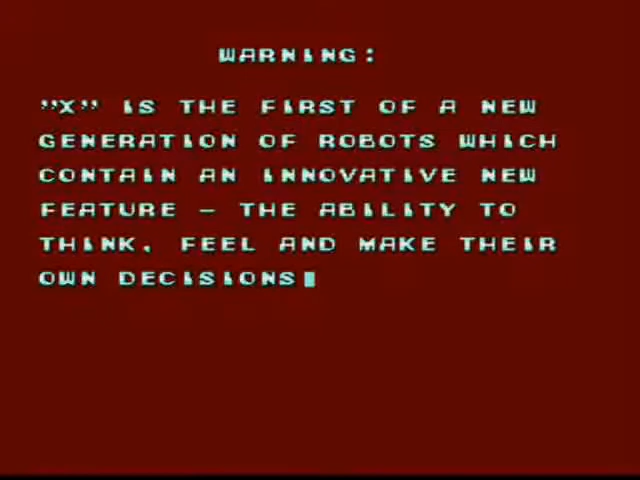 WARNING:
"X" IS THE FIRST OF A NEW
GENERATION OF ROBOTS WHICH
CONTAIN AN INNOVATIVE NEW
FEATURE – THE ABILITY TO
THINK, FEEL AND MAKE THEIR
OWN DECISIONS